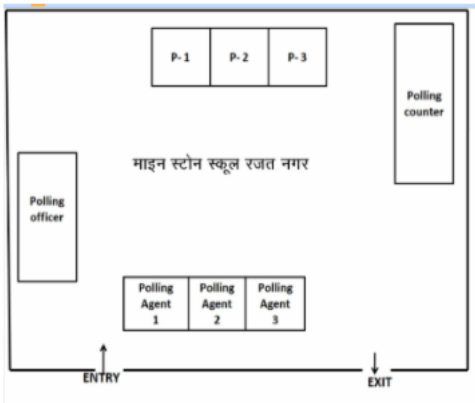 P-1 P-2 P-3
Polling
counter
माइन स्टोन स्कूल रजत नगर
Polling
officer
Polling
Agent
1
Polling
Agent
2
Polling
Agent
3
ENTRY
EXIT